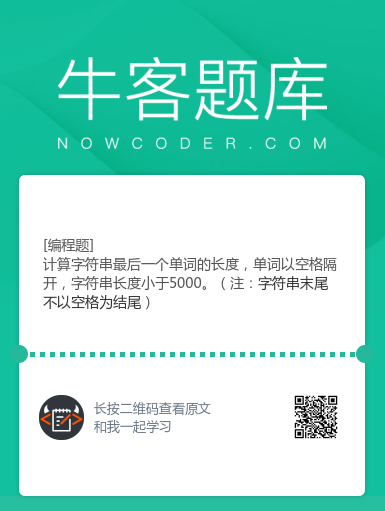 牛客题库
NOWCODER.COM
[编程题]
计算字符串最后一个单词的长度，单词以空格隔
开，字符串长度小于5000。（注：字符串末尾
不以空格为结尾）
长按二维码查看原文
和我一起学习